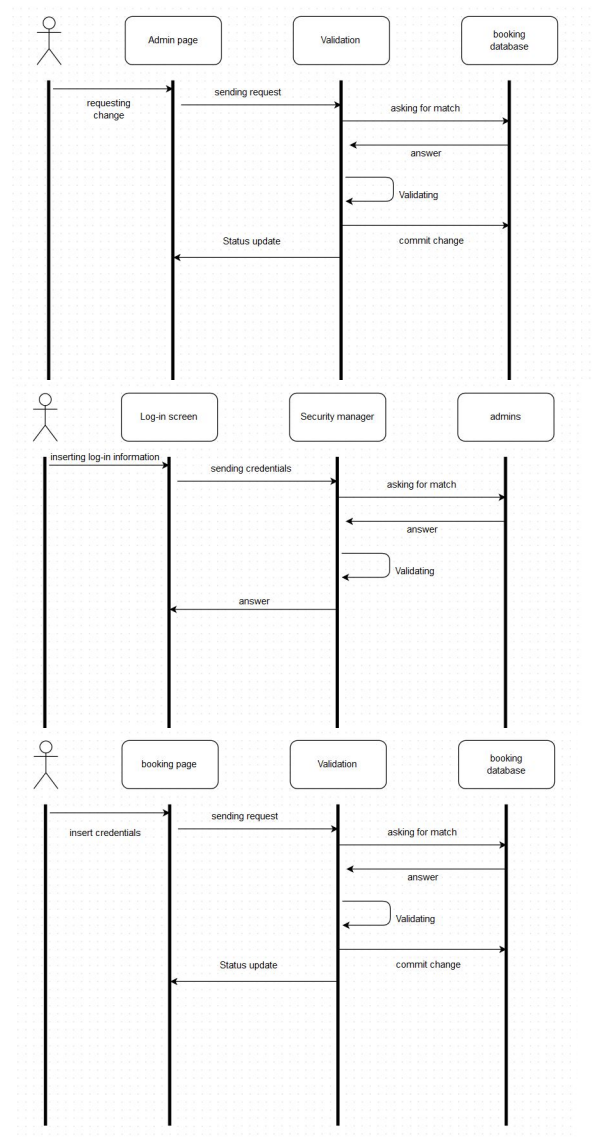 Admin page
Validation
booking
database
requesting
change
sending request
asking for match
answer
Validating
Status update
commit change
Log-in screen
Security manager
admins
inserting log-in information
sending credentials
asking for match
answer
Validating
answer
booking page
Validation
booking
database
insert credentials
sending request
asking for match
answer
Validating
Status update
commit change